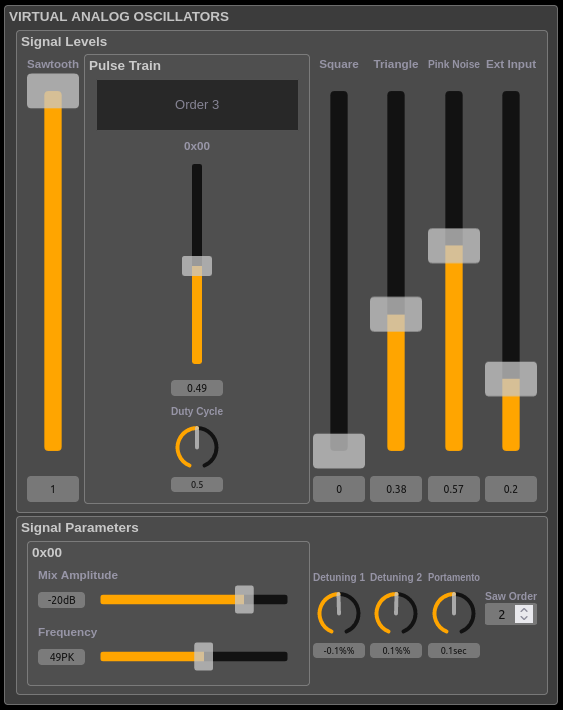 VIRTUAL ANALOG OSCILLATORS
Signal Levels
Sawtooth
Pulse Train
Square
Triangle
Pink Noise
Ext Input
Order 3
0x00
0.49
Duty Cycle
0.5
1
0
0.38
0.57
0.2
Signal Parameters
0x00
Mix Amplitude
-20dB
Frequency
49PK
Detuning 1
Detuning 2
Portamento
Saw Order
2
-0.1%%
0.1%%
0.1sec